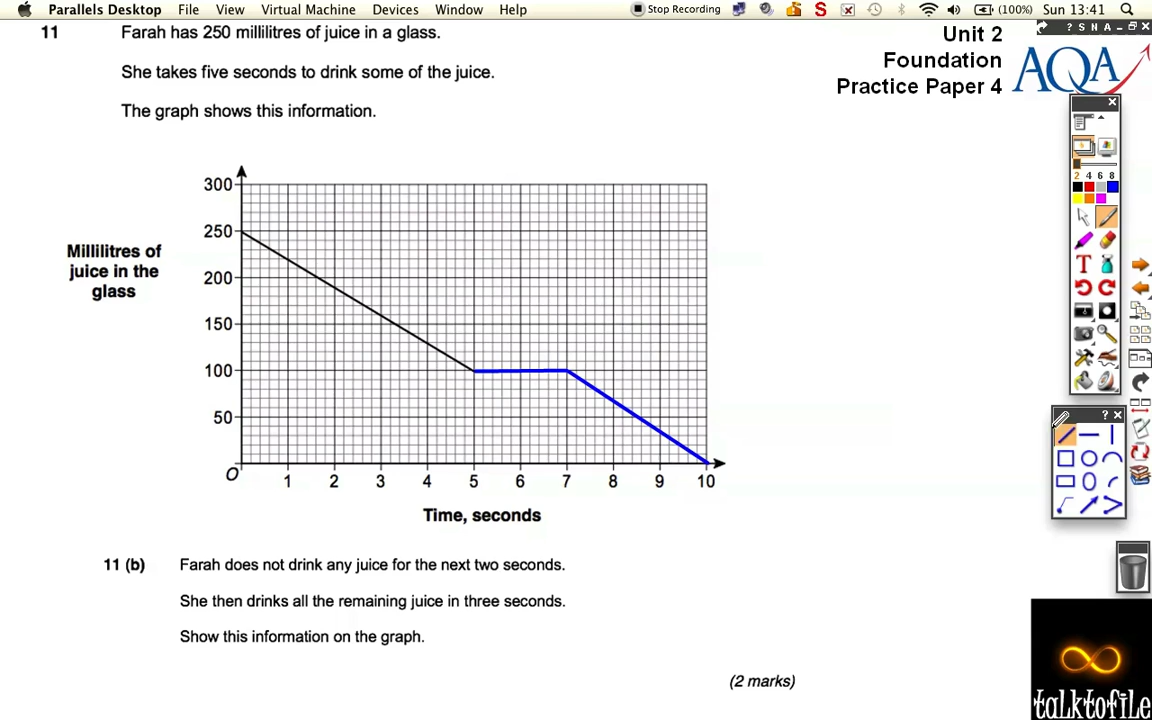 Parallels Desktop File View Virtual Machine Devices Window Help Stop Recording S (100%) Sun 13:41
11 Farah has 250 millilitres of juice in a glass.
She takes five seconds to drink some of the juice.
The graph shows this information.
Unit 2
Foundation
Practice Paper 4
AQA
? S N A
2 4 6 8
T
?
300
250
200
150
100
50
O
1 2 3 4 5 6 7 8 9 10
Millilitres of
juice in the
glass
Time, seconds
11 (b) Farah does not drink any juice for the next two seconds.
She then drinks all the remaining juice in three seconds.
Show this information on the graph.
(2 marks)
talktofile